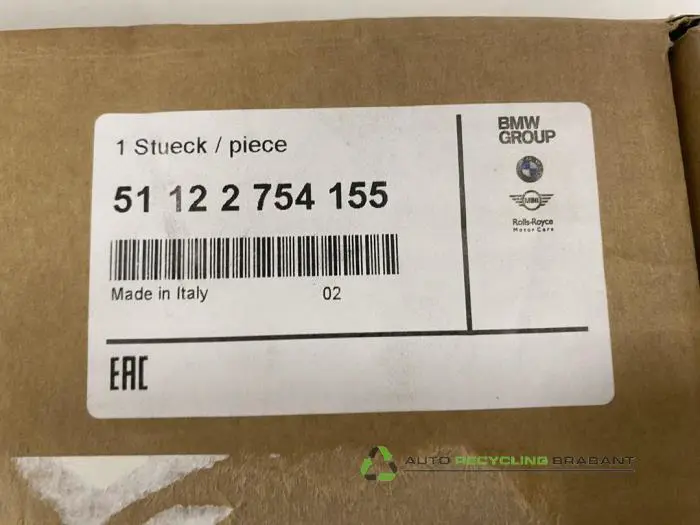 1 Stueck / piece
51 12 2 754 155
Made in Italy 02
EAC
BMW
GROUP
MINI
Rolls-Royce
Motor Cars
AUTO RECYCLING BRABANT